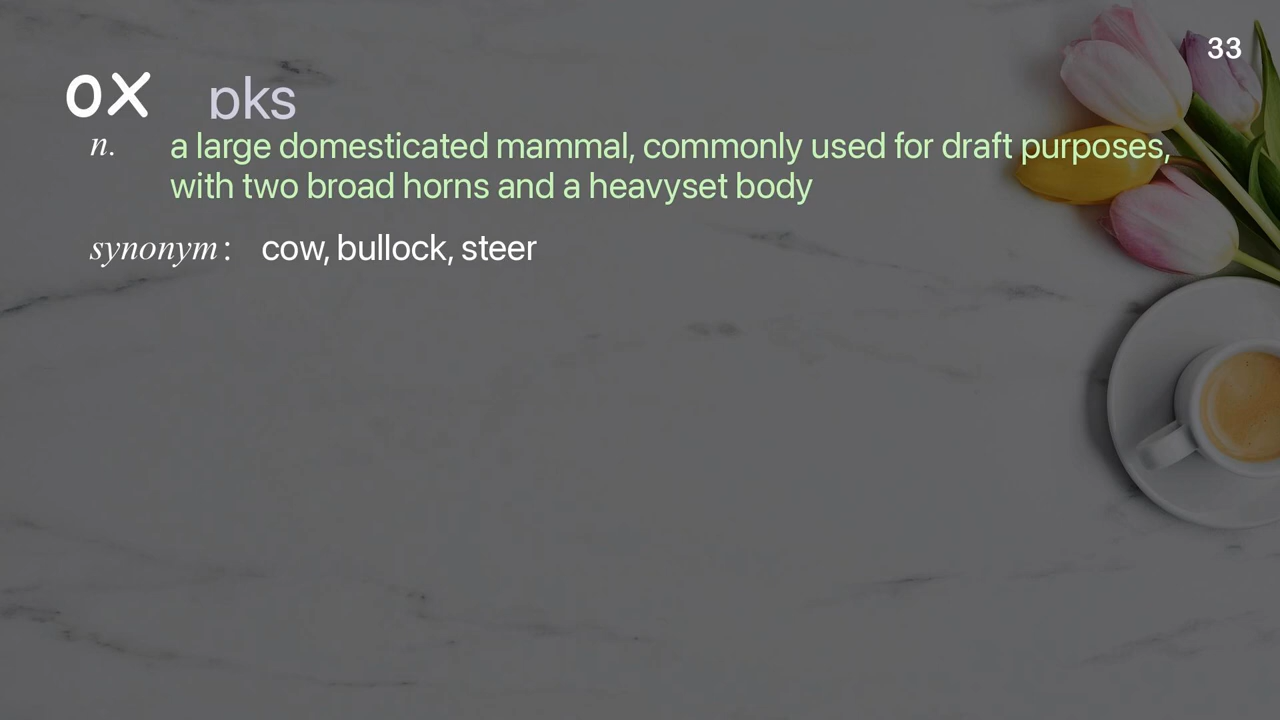 33
ox ɒks
n. a large domesticated mammal, commonly used for draft purposes,
with two broad horns and a heavyset body
synonym: cow, bullock, steer